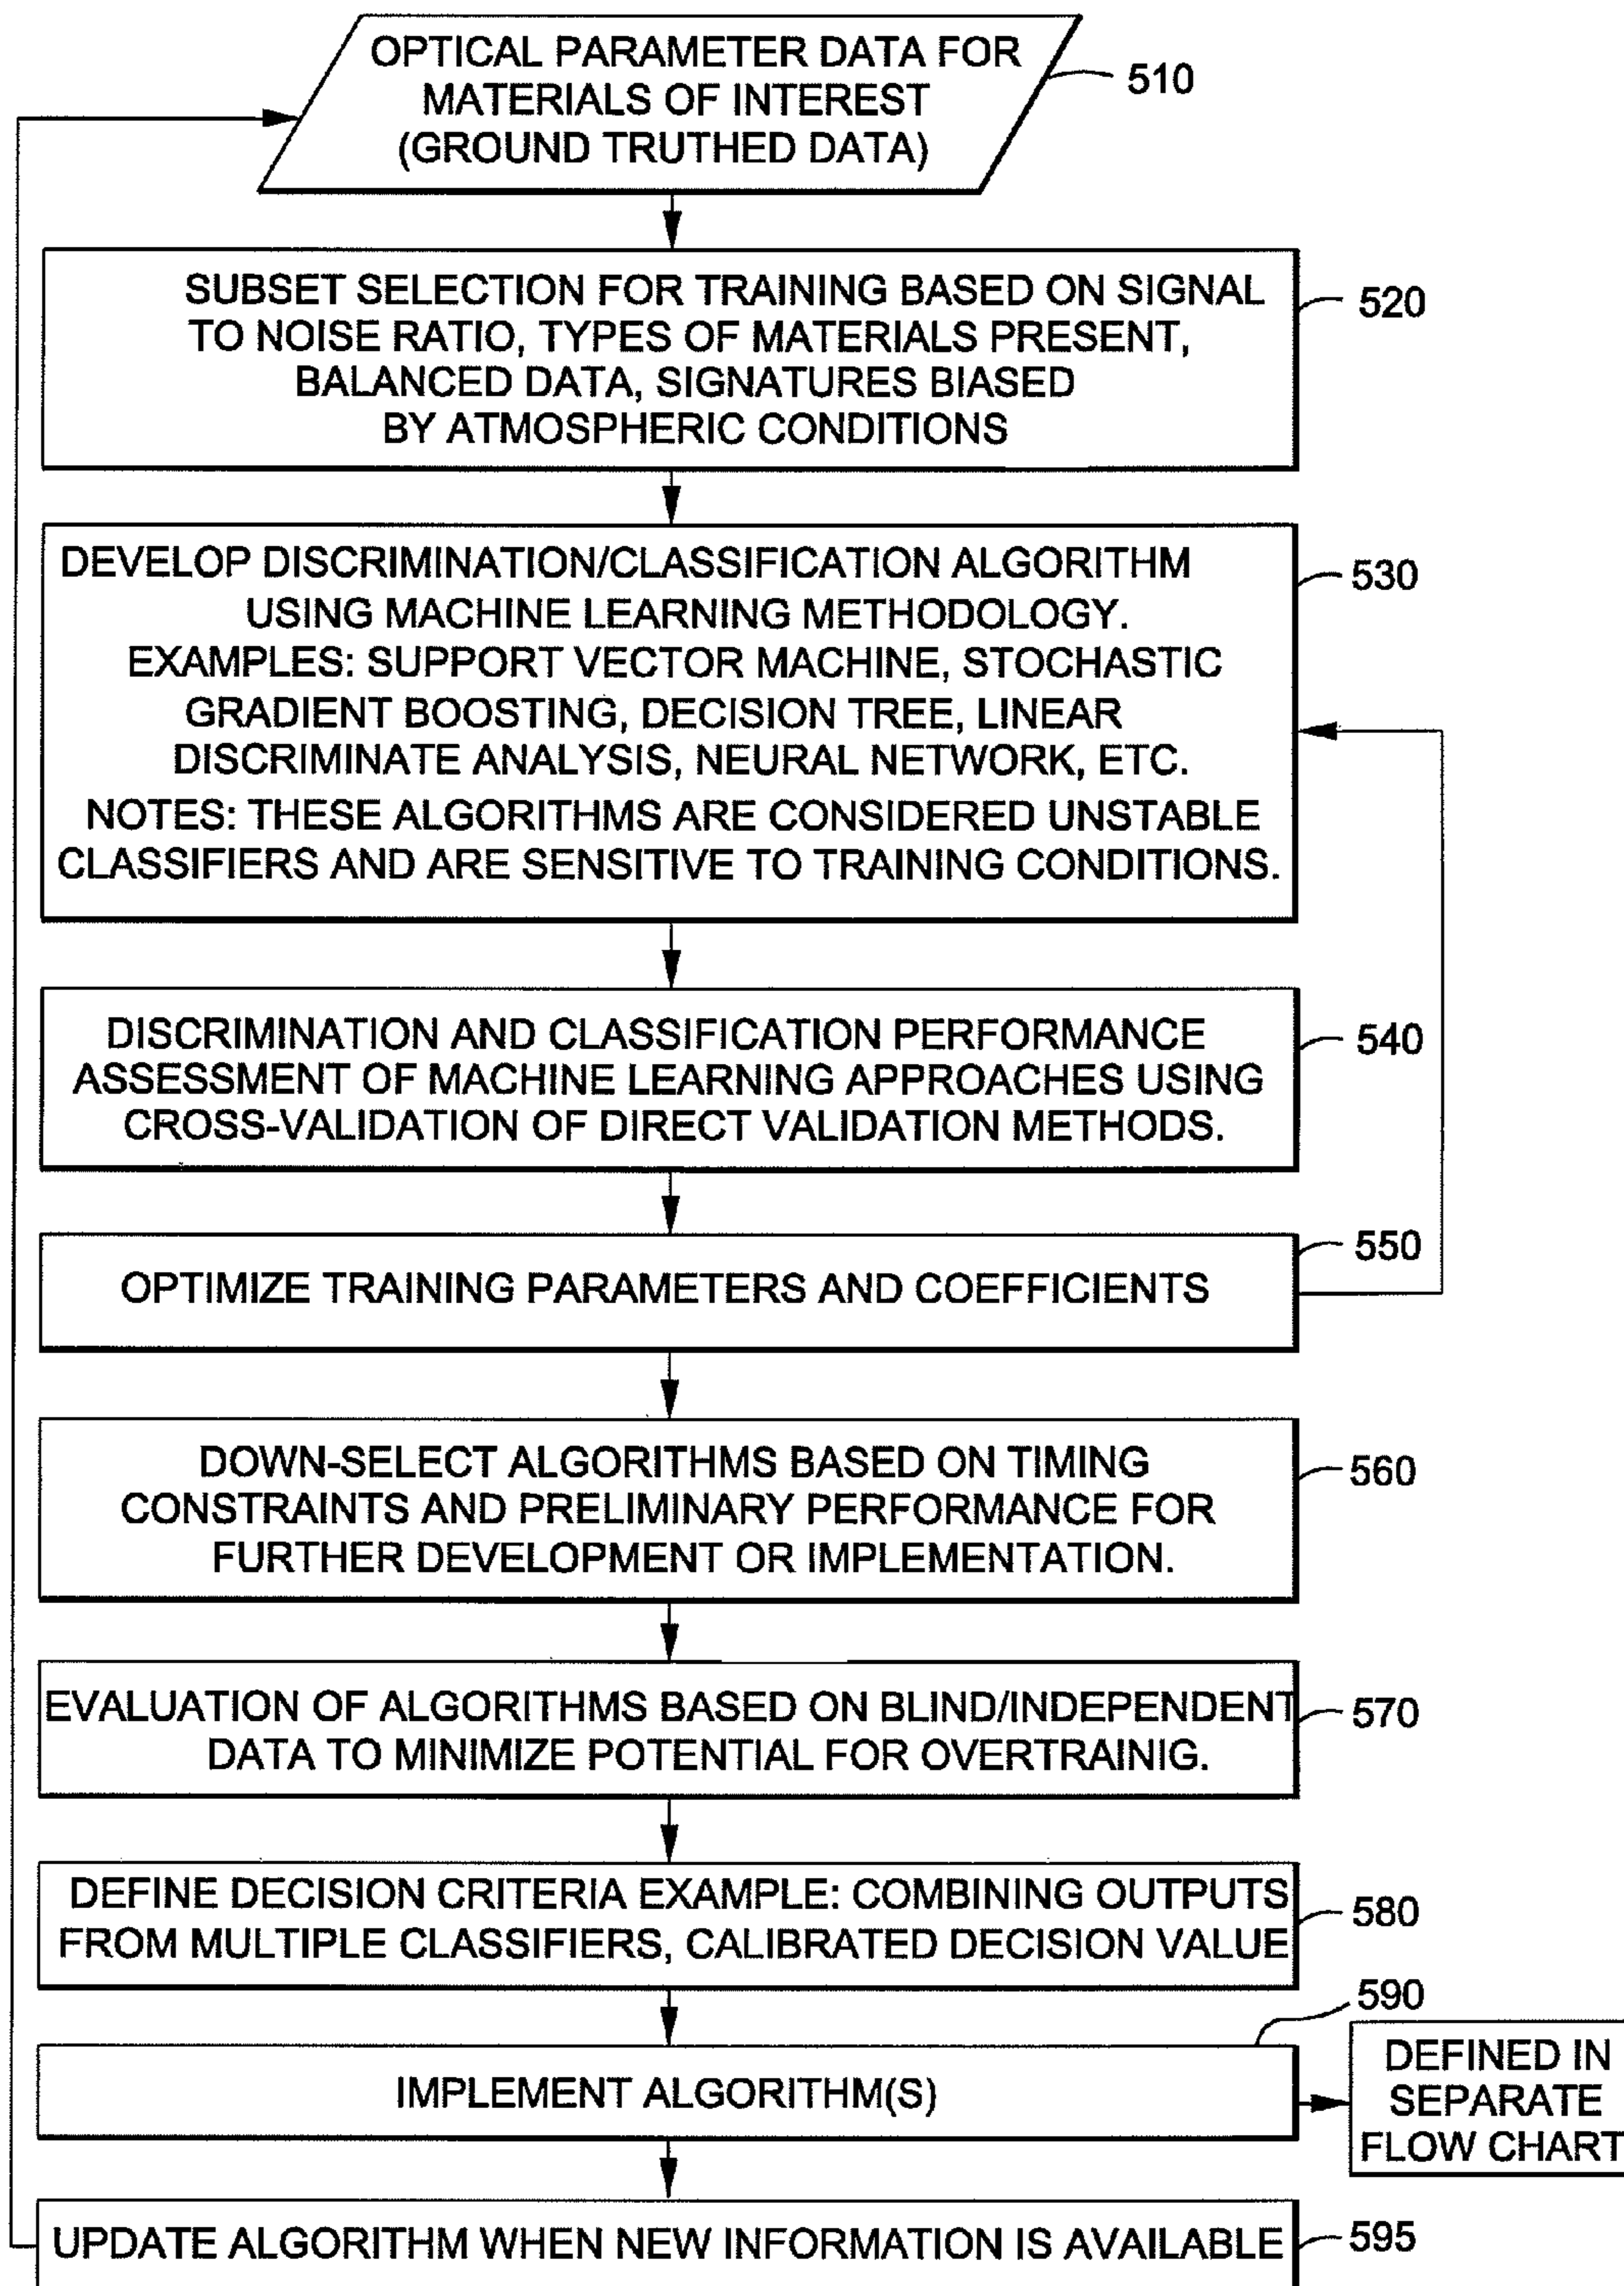 OPTICAL PARAMETER DATA FOR
MATERIALS OF INTEREST
(GROUND TRUTHED DATA)
510
SUBSET SELECTION FOR TRAINING BASED ON SIGNAL
TO NOISE RATIO, TYPES OF MATERIALS PRESENT,
BALANCED DATA, SIGNATURES BIASED
BY ATMOSPHERIC CONDITIONS
520
DEVELOP DISCRIMINATION/CLASSIFICATION ALGORITHM
USING MACHINE LEARNING METHODOLOGY.
EXAMPLES: SUPPORT VECTOR MACHINE, STOCHASTIC
GRADIENT BOOSTING, DECISION TREE, LINEAR
DISCRIMINATE ANALYSIS, NEURAL NETWORK, ETC.
NOTES: THESE ALGORITHMS ARE CONSIDERED UNSTABLE
CLASSIFIERS AND ARE SENSITIVE TO TRAINING CONDITIONS.
530
DISCRIMINATION AND CLASSIFICATION PERFORMANCE
ASSESSMENT OF MACHINE LEARNING APPROACHES USING
CROSS-VALIDATION OF DIRECT VALIDATION METHODS.
540
OPTIMIZE TRAINING PARAMETERS AND COEFFICIENTS
550
DOWN-SELECT ALGORITHMS BASED ON TIMING
CONSTRAINTS AND PRELIMINARY PERFORMANCE FOR
FURTHER DEVELOPMENT OR IMPLEMENTATION.
560
EVALUATION OF ALGORITHMS BASED ON BLIND/INDEPENDENT
DATA TO MINIMIZE POTENTIAL FOR OVERTRAINIG.
570
DEFINE DECISION CRITERIA EXAMPLE: COMBINING OUTPUTS
FROM MULTIPLE CLASSIFIERS, CALIBRATED DECISION VALUE
580
IMPLEMENT ALGORITHM(S)
590
DEFINED IN
SEPARATE
FLOW CHART
UPDATE ALGORITHM WHEN NEW INFORMATION IS AVAILABLE
595